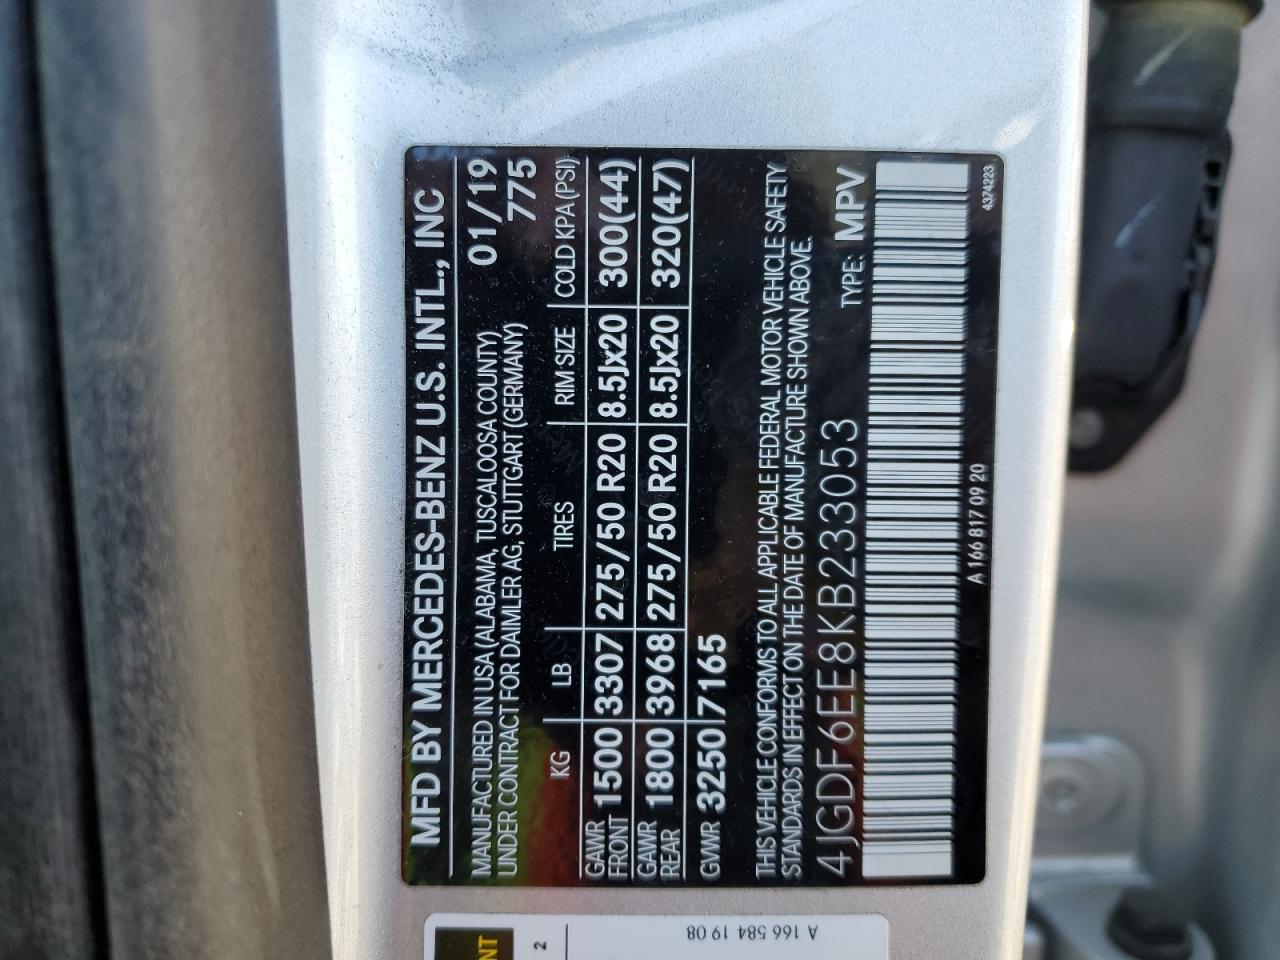 MFD BY MERCEDES-BENZ U.S. INTL., INC
MANUFACTURED IN USA (ALABAMA, TUSCALOOSA COUNTY) 01/19
UNDER CONTRACT FOR DAIMLER AG, STUTTGART (GERMANY) 775
KG LB TIRES RIM SIZE COLD KPA (PSI)
GAWR FRONT 1500 3307 275/50 R20 8.5Jx20 300(44)
GAWR REAR 1800 3968 275/50 R20 8.5Jx20 320(47)
GVWR 3250 7165
THIS VEHICLE CONFORMS TO ALL APPLICABLE FEDERAL MOTOR VEHICLE SAFETY
STANDARDS IN EFFECT ON THE DATE OF MANUFACTURE SHOWN ABOVE.
4JGDF6EE8KB233053 TYPE: MPV
A 166 817 09 20
4374223
2
A 166 584 19 08